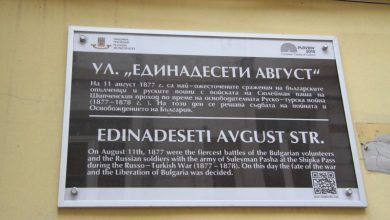 PLOVDIV
2019
УЛ. „ЕДИНАДЕСЕТИ АВГУСТ“
На 11 август 1877 г. са най-ожесточените сражения на българските
опълченци и руските воини с войската на Сюлейман паша на
Шипченския проход по време на освободителната Руско-турска война
(1877-1878 г. ). На този ден се решава съдбата на войната и
Освобождението на България.
EDINADESETI AVGUST STR.
On August 11th, 1877 were the fiercest battles of the Bulgarian volunteers
and the Russian soldiers with the army of Suleyman Pasha at the Shipka Pass
during the Russo-Turkish War (1877-1878). On this day the fate of the war
and the Liberation of Bulgaria was decided.